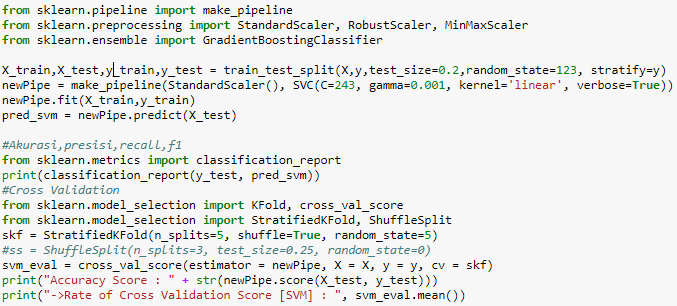 from sklearn.pipeline import make_pipeline
from sklearn.preprocessing import StandardScaler, RobustScaler, MinMaxScaler
from sklearn.ensemble import GradientBoostingClassifier
X_train,X_test,y_train,y_test = train_test_split(X,y,test_size=0.2,random_state=123, stratify=y)
newPipe = make_pipeline(StandardScaler(), SVC(C=243, gamma=0.001, kernel='linear', verbose=True))
newPipe.fit(X_train,y_train)
pred_svm = newPipe.predict(X_test)
#Akurasi,presisi,recall,f1
from sklearn.metrics import classification_report
print(classification_report(y_test, pred_svm))
#Cross Validation
from sklearn.model_selection import KFold, cross_val_score
from sklearn.model_selection import StratifiedKFold, ShuffleSplit
skf = StratifiedKFold(n_splits=5, shuffle=True, random_state=5)
#ss = ShuffleSplit(n_splits=3, test_size=0.25, random_state=0)
svm_eval = cross_val_score(estimator = newPipe, X = X, y = y, cv = skf)
print("Accuracy Score : " + str(newPipe.score(X_test, y_test)))
print("->Rate of Cross Validation Score [SVM] : ", svm_eval.mean())